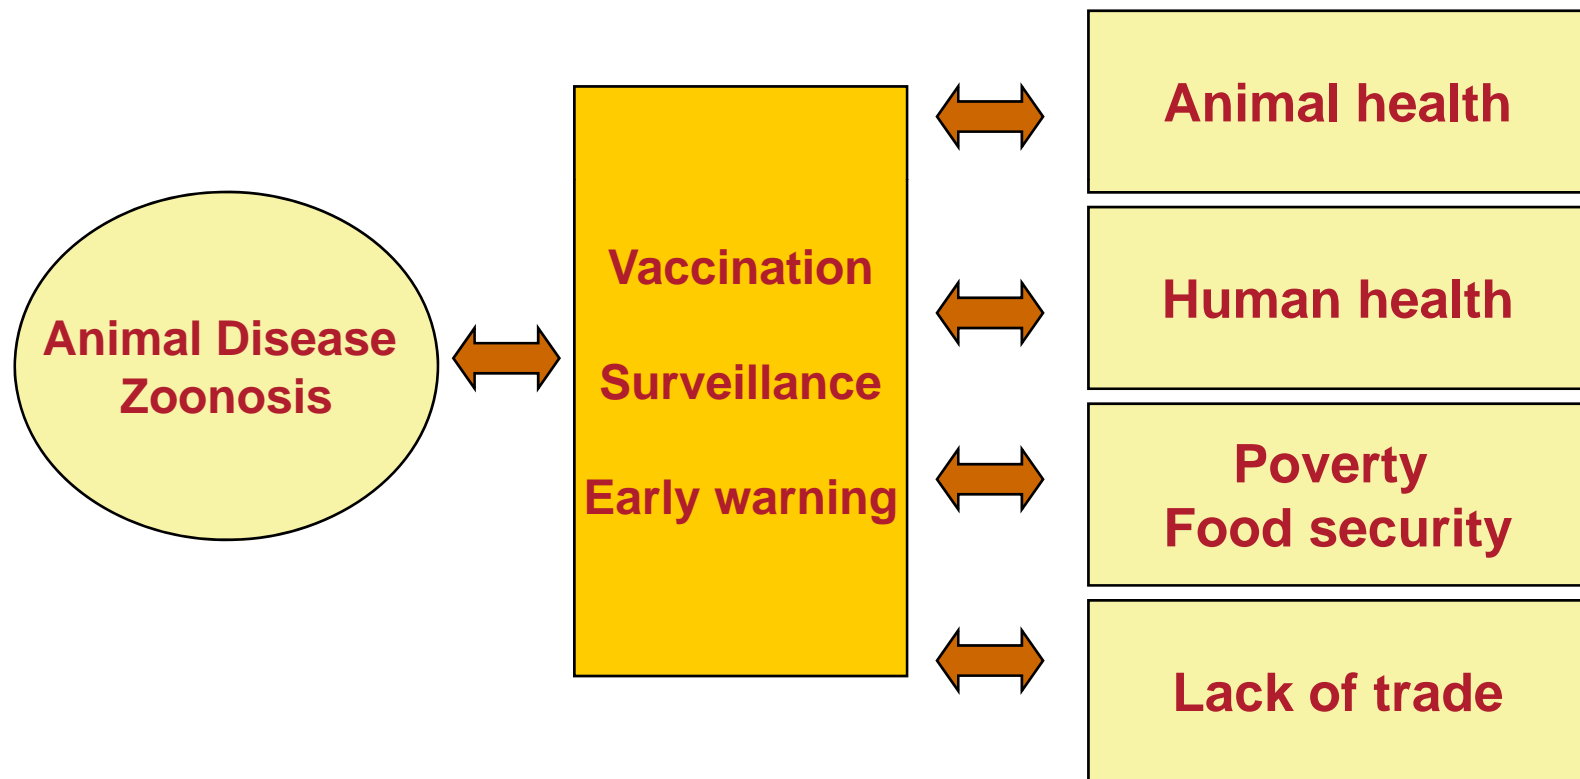 Animal Disease
Zoonosis
Vaccination
Surveillance
Early warning
Animal health
Human health
Poverty
Food security
Lack of trade